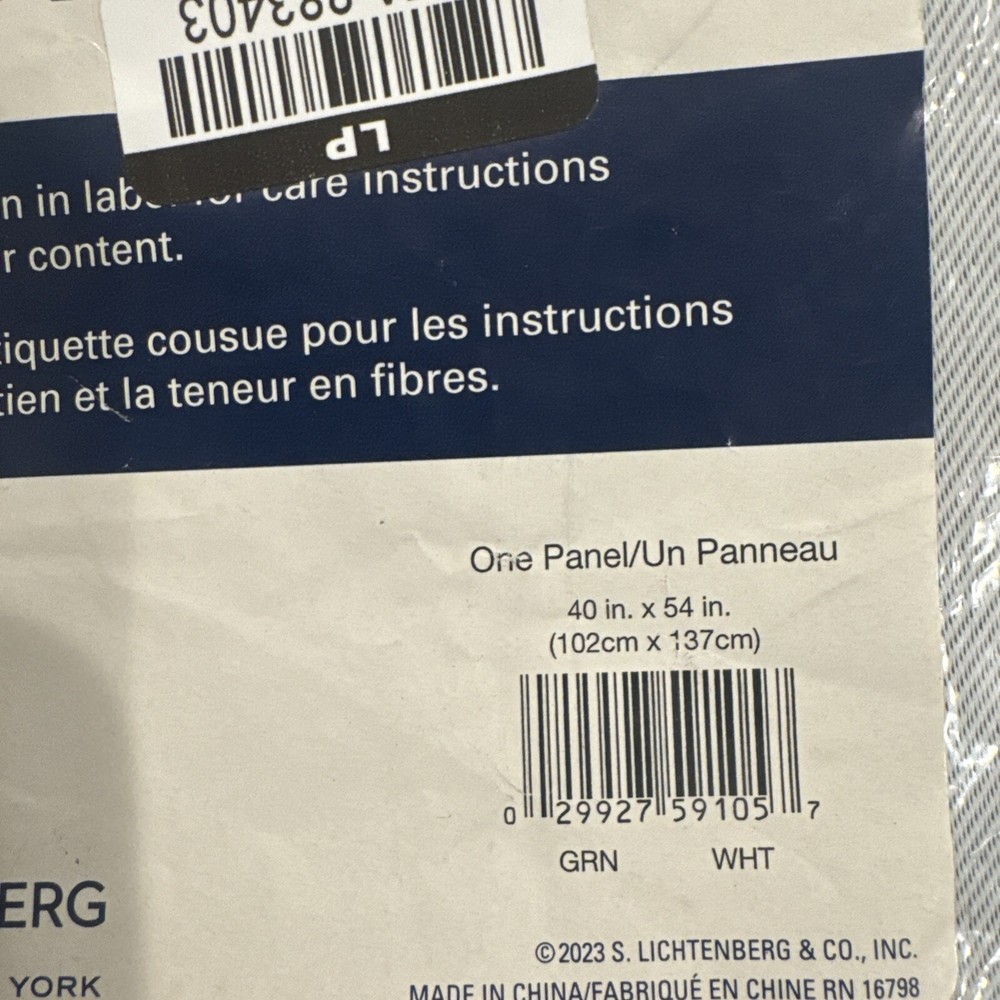 LP
n in lab care instructions
r content.
iquette cousue pour les instructions
tien et la teneur en fibres.
One Panel/Un Panneau
40 in. x 54 in.
(102cm x 137cm)
0 29927 59105 7
GRN WHT
ERG
YORK
©2023 S. LICHTENBERG & CO., INC.
MADE IN CHINA/FABRIQUÉ EN CHINE RN 16798